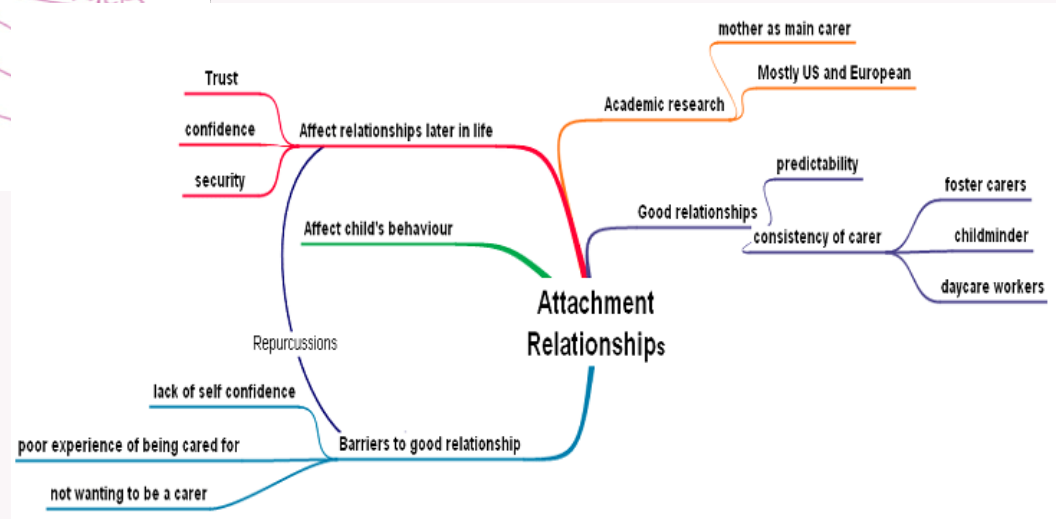 mother as main carer
Mostly US and European
Academic research
Trust
confidence
security
Affect relationships later in life
predictability
Good relationships
consistency of carer
foster carers
childminder
daycare workers
Affect child's behaviour
Attachment
Relationships
Repurcussions
lack of self confidence
poor experience of being cared for
not wanting to be a carer
Barriers to good relationship